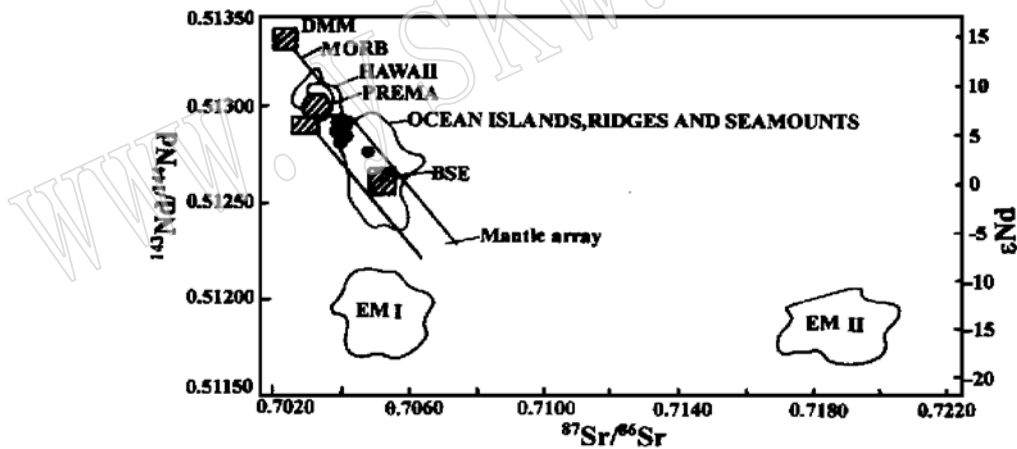 0.51350
0.51300
0.51250
0.51200
0.51150
143Nd/144Nd
DMM
MORB
HAWAII
PREMA
OCEAN ISLANDS,RIDGES AND SEAMOUNTS
BSE
Mantle array
EM I
EM II
15
10
5
0
-5
-10
-15
-20
εNd
0.7020
0.7060
0.7100
0.7140
0.7180
0.7220
87Sr/86Sr